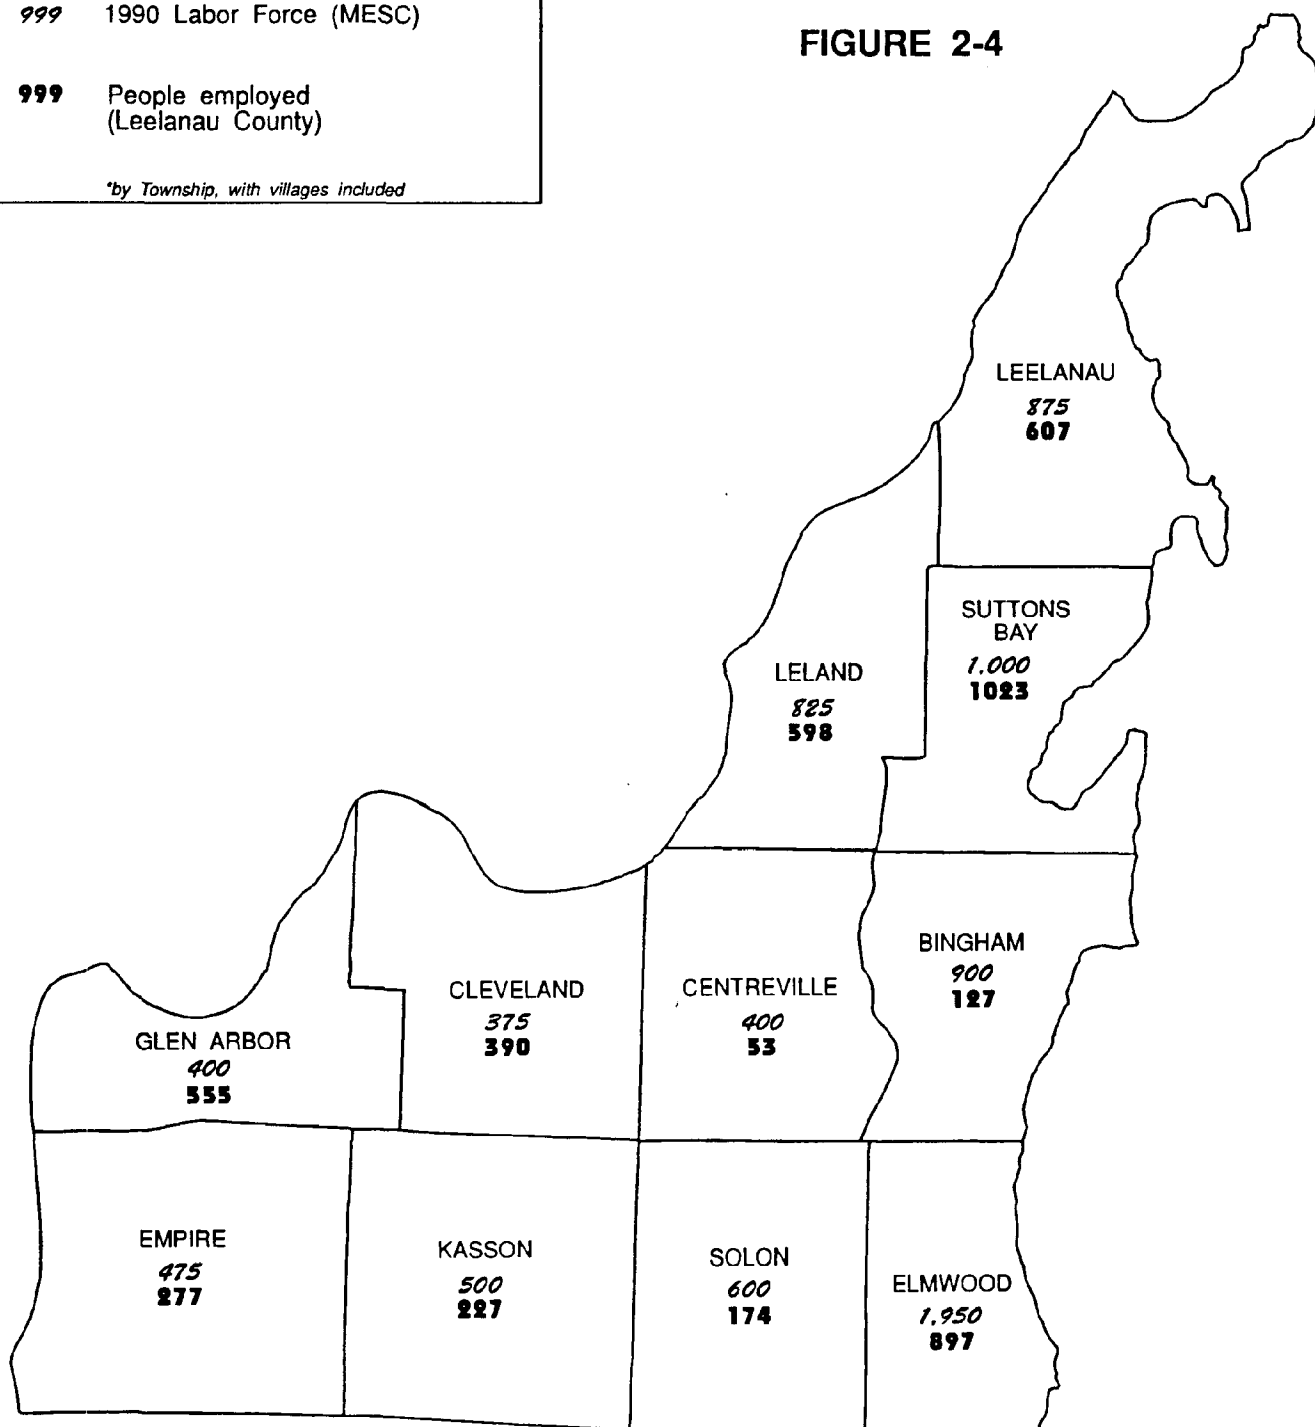 999 1990 Labor Force (MESC)
999 People employed
(Leelanau County)
*by Township, with villages included
FIGURE 2-4
LEELANAU
875
607
SUTTONS
BAY
1.000
1023
LELAND
825
598
BINGHAM
900
127
CLEVELAND
375
390
CENTREVILLE
400
53
GLEN ARBOR
400
555
EMPIRE
475
277
KASSON
500
227
SOLON
600
174
ELMWOOD
1.950
897